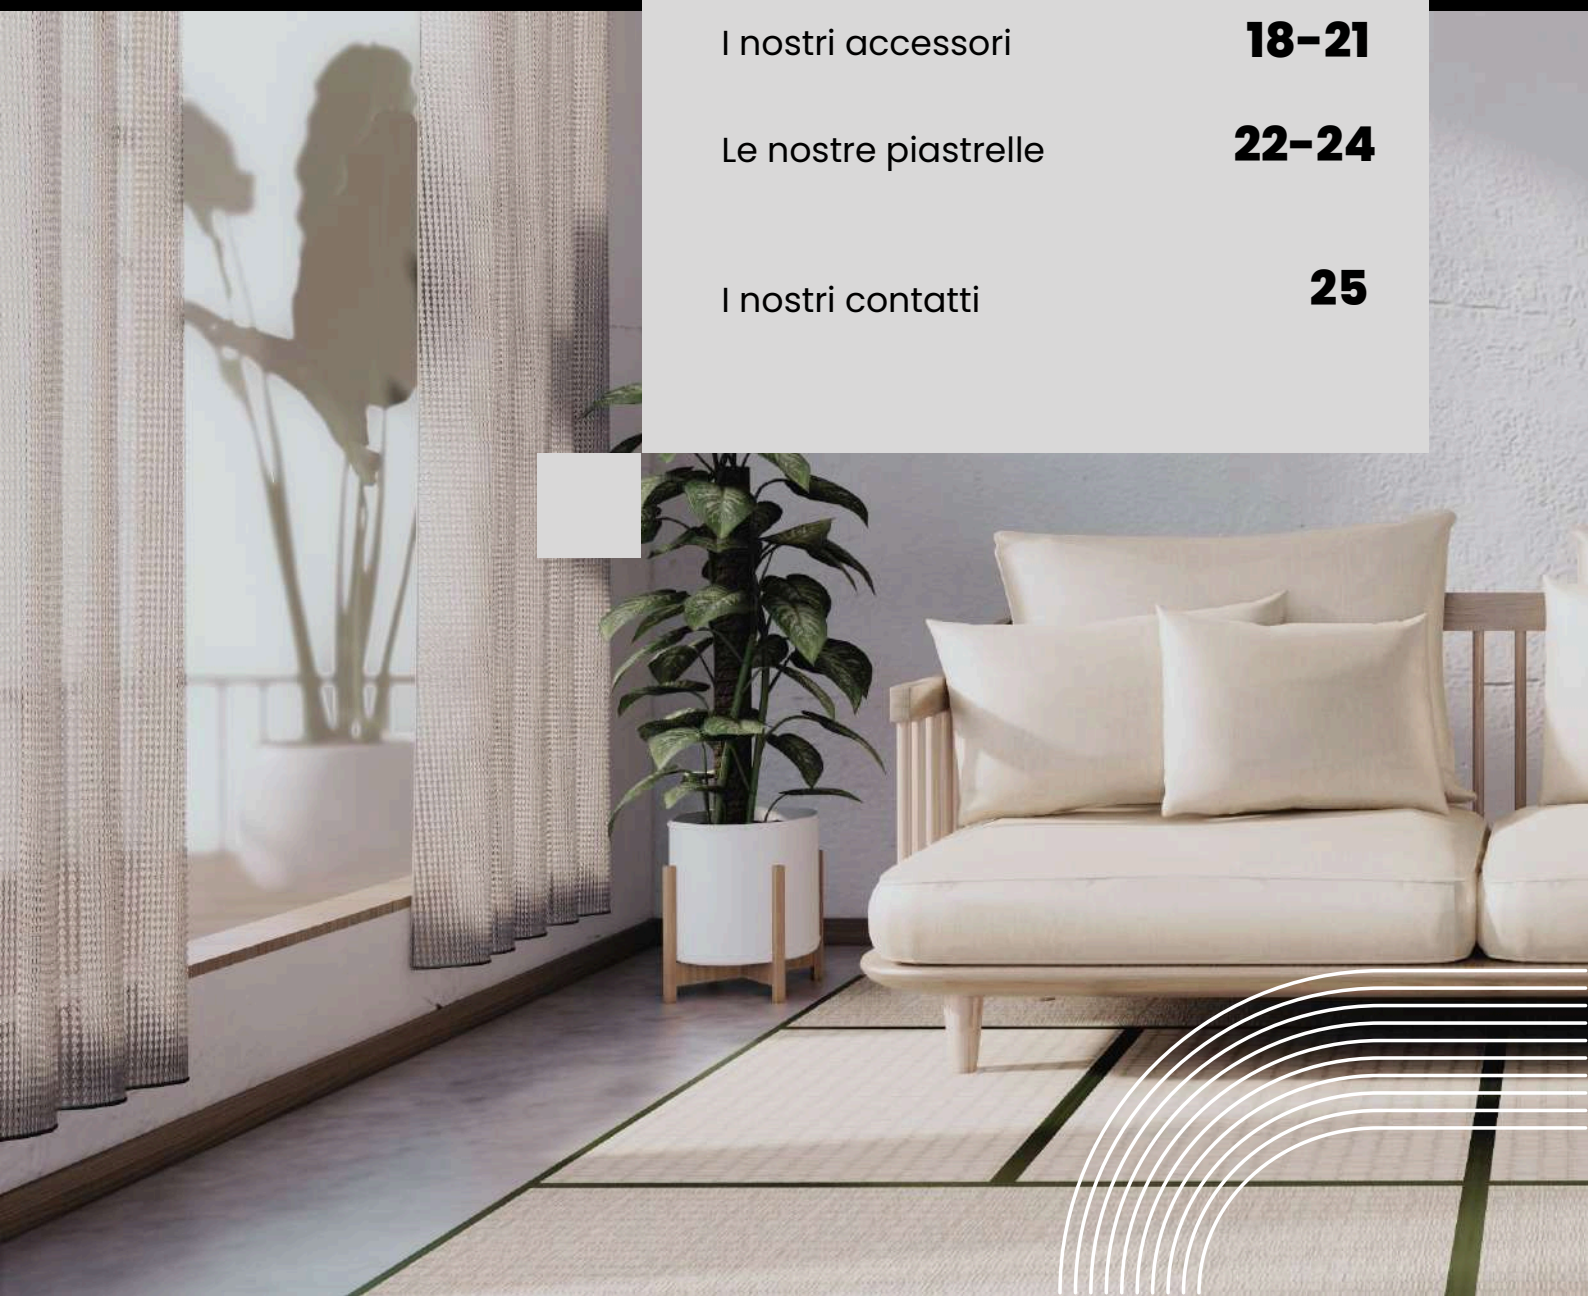 I nostri accessori 18-21
Le nostre piastrelle 22-24
I nostri contatti 25